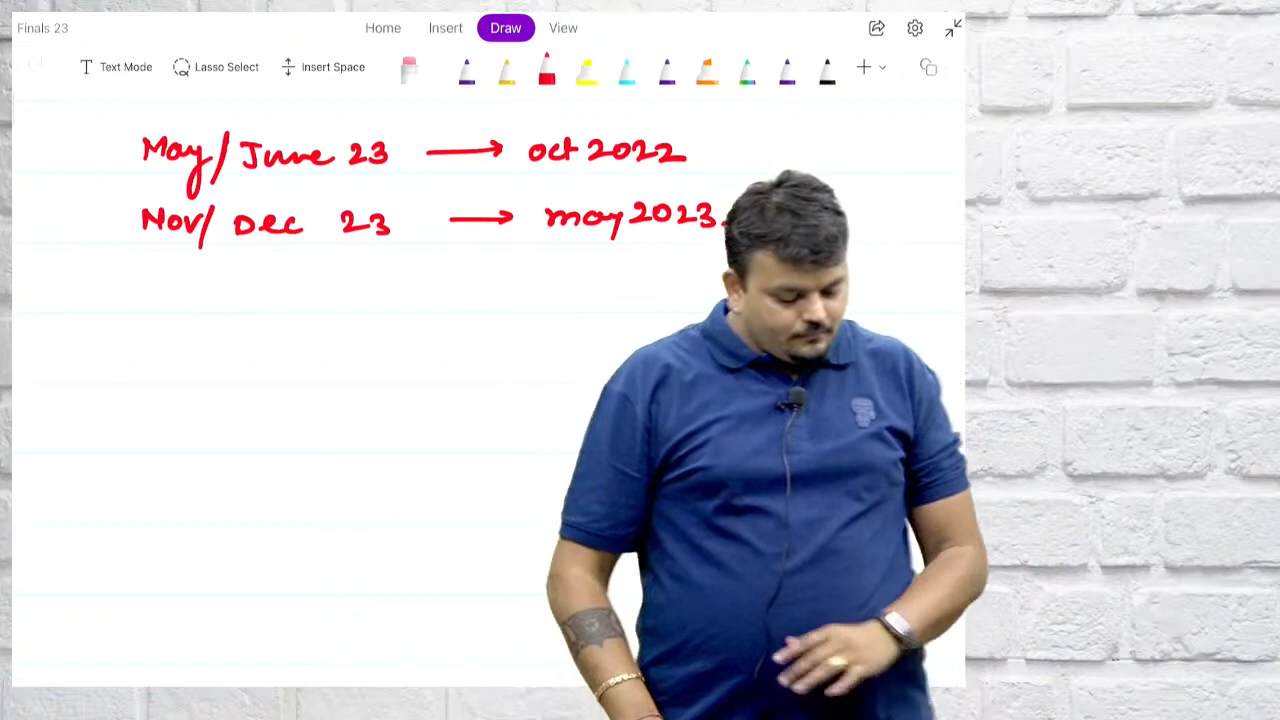 Finals 23
Home Insert Draw View
Text Mode Lasso Select Insert Space
May/June 23 → oct 2022
Nov/Dec 23 → may 2023.